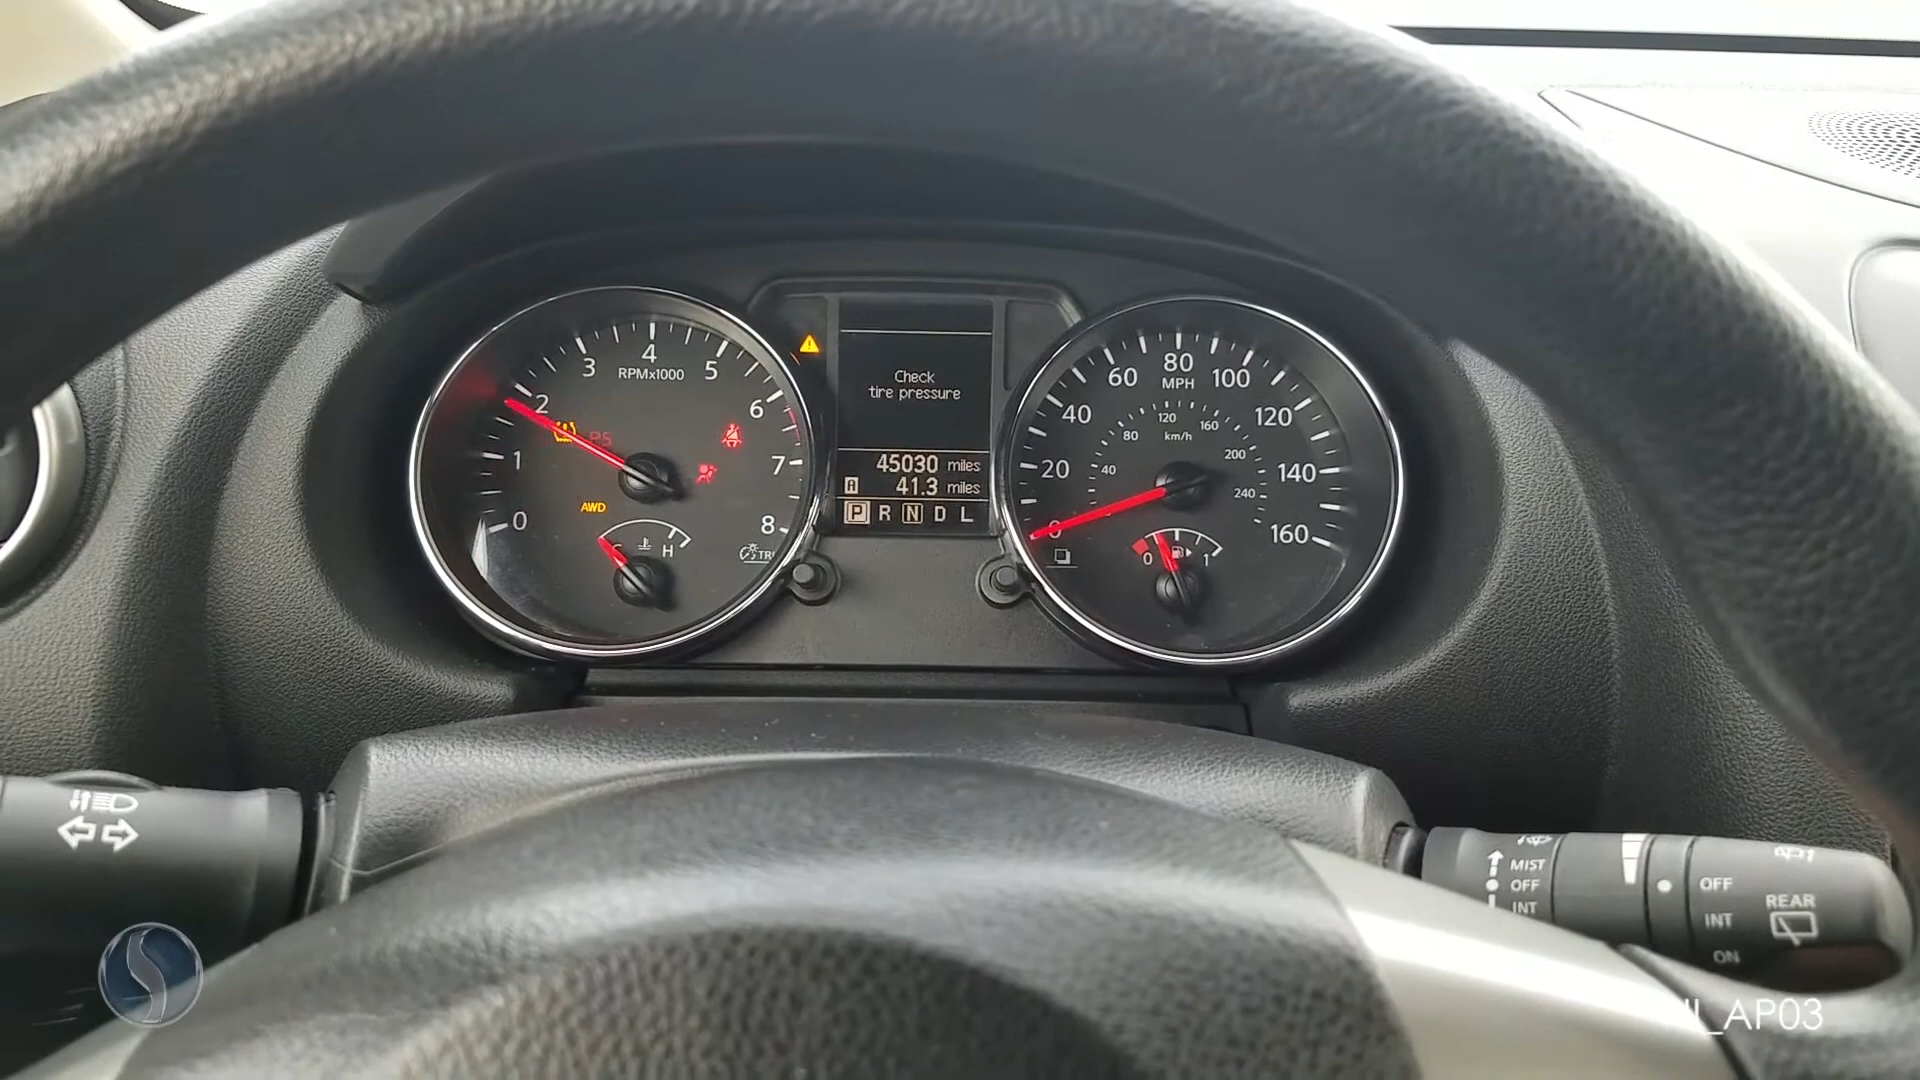 0
1
2
3
4
5
6
7
8
RPMx1000
AWD
H
Check
tire pressure
45030 miles
A 41.3 miles
P R N D L
0
20
40
60
80
100
120
140
160
MPH
40
80
120
160
200
240
km/h
0
1
MIST
OFF
INT
OFF
INT
ON
REAR
_AP03